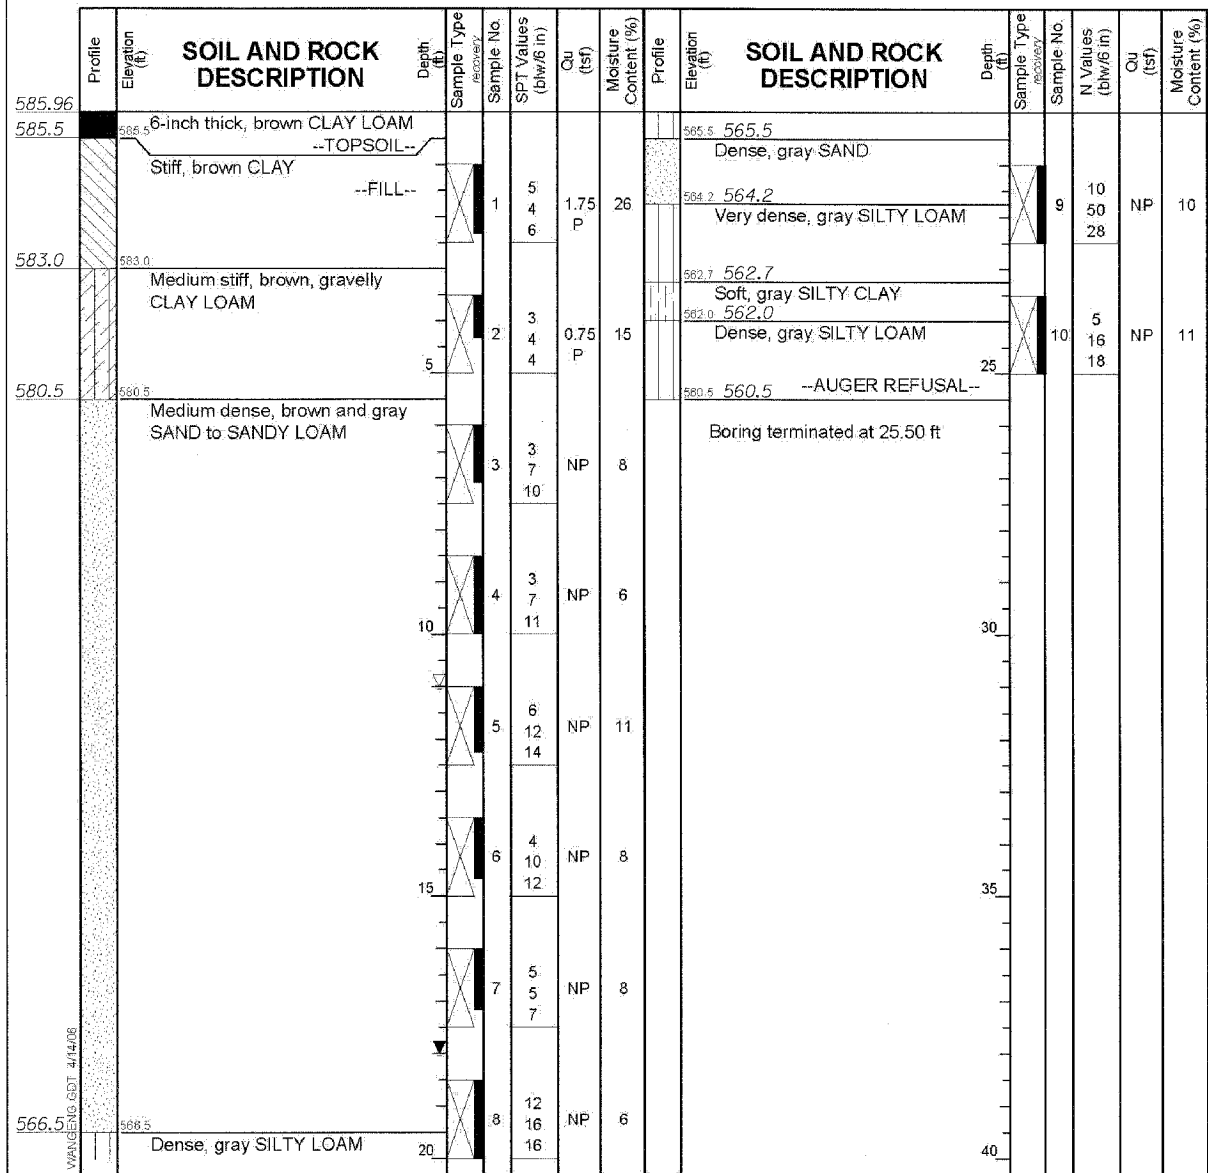 Profile
Elevation (ft)
SOIL AND ROCK
DESCRIPTION
Depth (ft)
Sample Type
recovery
Sample No.
SPT Values (blw/6 in)
Qu (tsf)
Moisture Content (%)
Profile
Elevation (ft)
SOIL AND ROCK
DESCRIPTION
Depth (ft)
Sample Type
recovery
Sample No.
N Values (blw/6 in)
Qu (tsf)
Moisture Content (%)
585.96
6-inch thick, brown CLAY LOAM
585.5 585.5
--TOPSOIL--
Stiff, brown CLAY
--FILL--
1 5 4 6 1.75 P 26
583.0 583.0
Medium stiff, brown, gravelly
CLAY LOAM
2 3 4 4 0.75 P 15
5
580.5 580.5
Medium dense, brown and gray
SAND to SANDY LOAM
3 3 7 10 NP 8
4 3 7 11 NP 6
10
5 6 12 14 NP 11
6 4 10 12 NP 8
15
7 5 5 7 NP 8
8 12 16 16 NP 6
566.5 566.5
Dense, gray SILTY LOAM
20
WANGENG.GDT 4/14/06
565.5 565.5
Dense, gray SAND
9 10 50 28 NP 10
564.2 564.2
Very dense, gray SILTY LOAM
562.7 562.7
Soft, gray SILTY CLAY
562.0 562.0
Dense, gray SILTY LOAM
10 5 16 18 NP 11
25
--AUGER REFUSAL--
560.5 560.5
Boring terminated at 25.50 ft
30
35
40